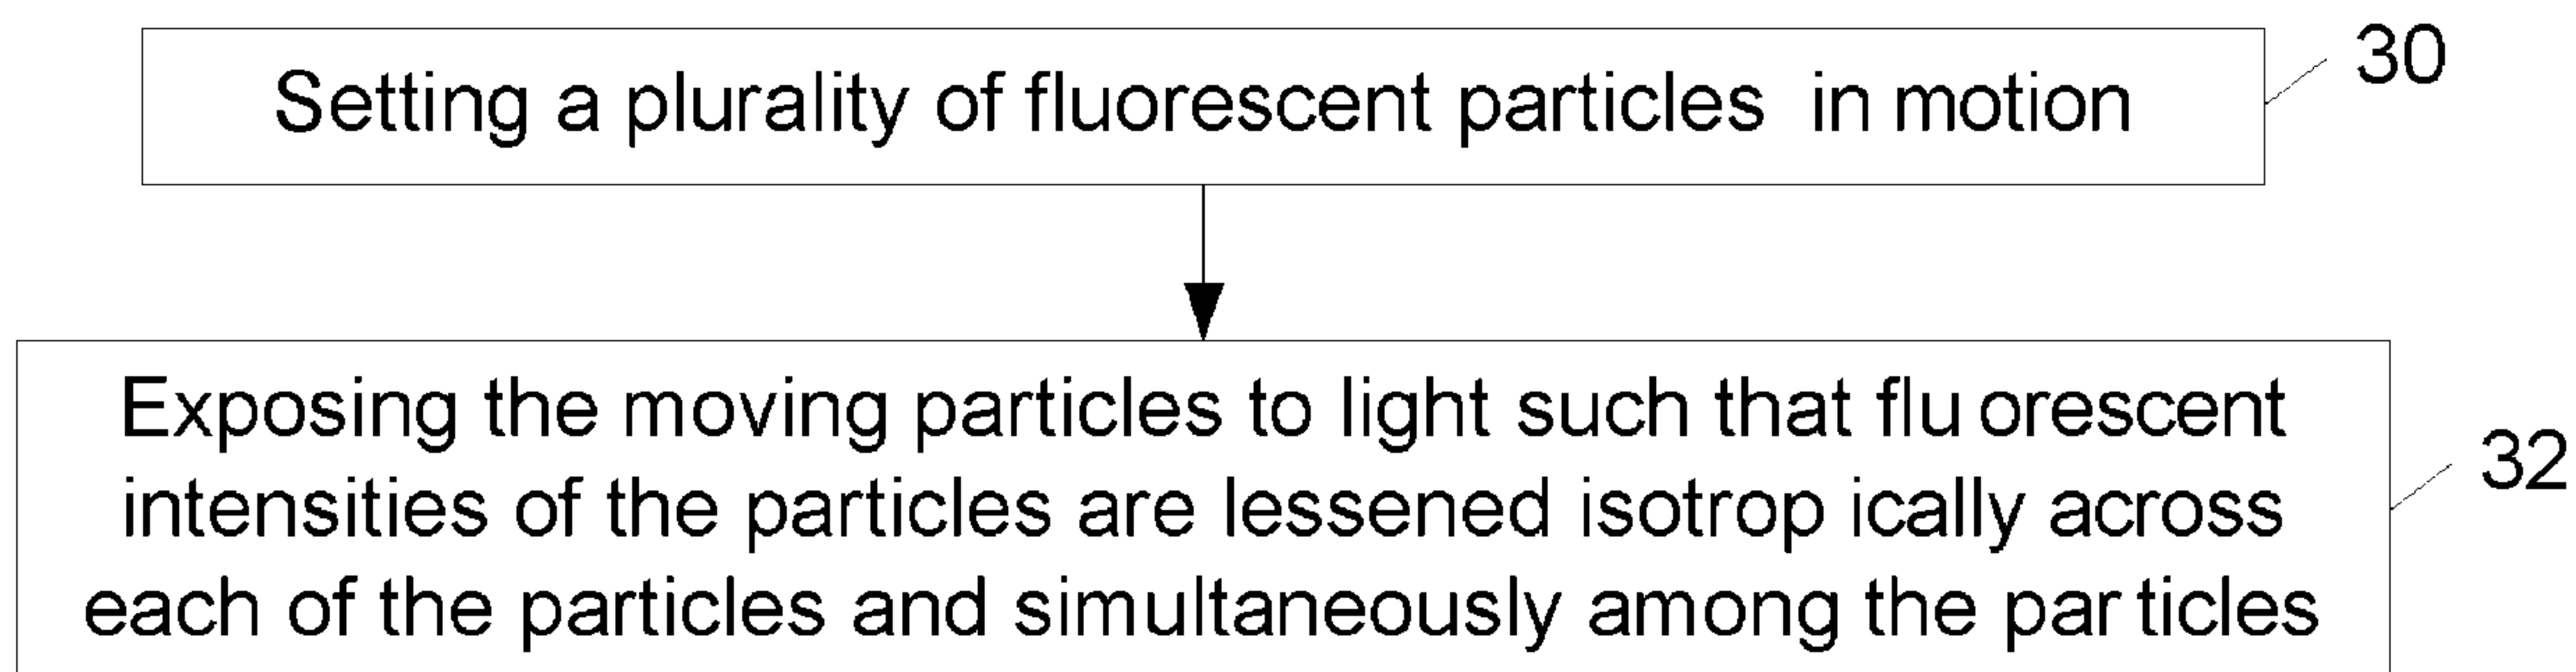 Setting a plurality of fluorescent particles in motion
30
Exposing the moving particles to light such that flu orescent
intensities of the particles are lessened isotrop ically across
32
each of the particles and simultaneously among the par ticles